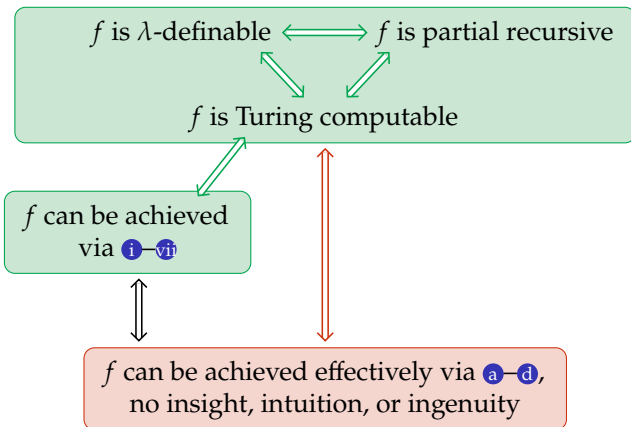 f is λ-definable
f is partial recursive
f is Turing computable
f can be achieved
via i–vii
f can be achieved effectively via a–d,
no insight, intuition, or ingenuity